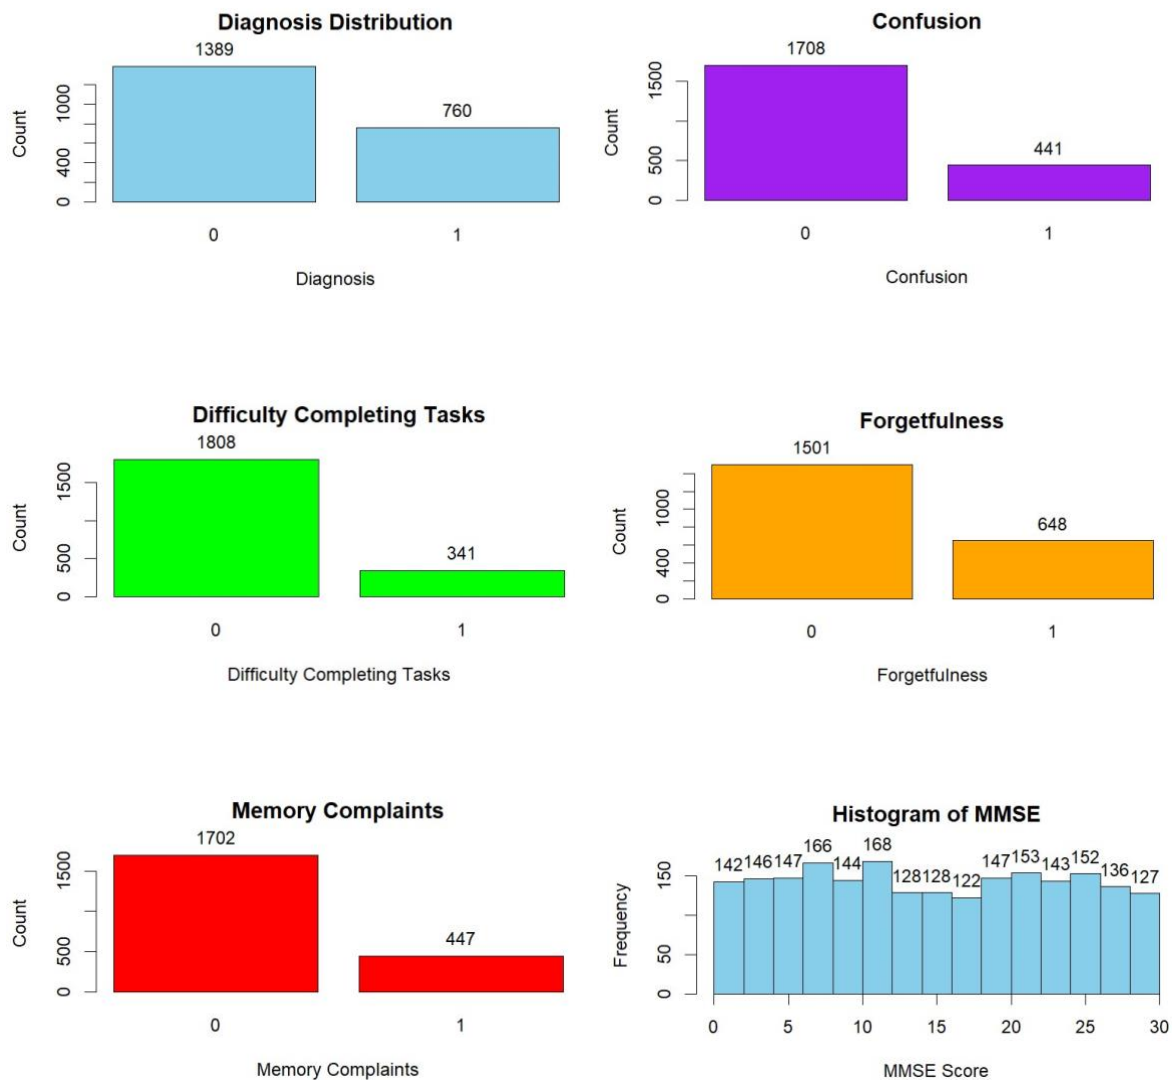 Diagnosis Distribution
1389
760
Count
0
400
1000
0
1
Diagnosis
Confusion
1708
441
Count
0
500
1500
0
1
Confusion
Difficulty Completing Tasks
1808
341
Count
0
500
1500
0
1
Difficulty Completing Tasks
Forgetfulness
1501
648
Count
0
400
1000
0
1
Forgetfulness
Memory Complaints
1702
447
Count
0
500
1500
0
1
Memory Complaints
Histogram of MMSE
142 146 147 166 144 168 128 128 122 147 153 143 152 136 127
Frequency
0
50
150
0 5 10 15 20 25 30
MMSE Score